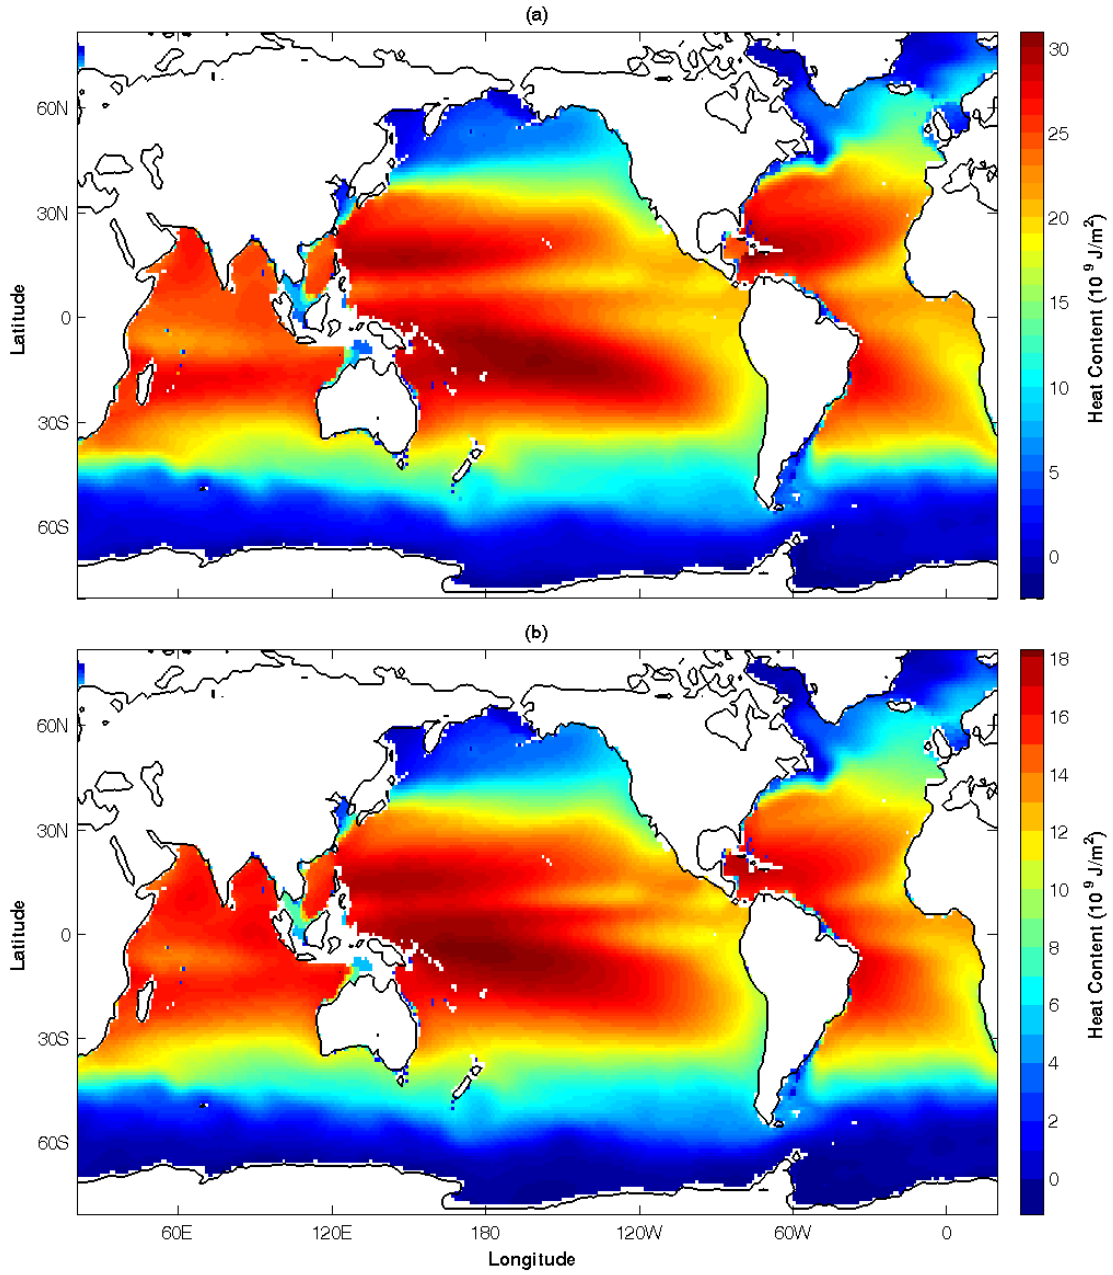 (a)
60N
30N
0
30S
60S
Latitude
30
25
20
15
10
5
0
Heat Content (10 9 J/m2)
(b)
60N
30N
0
30S
60S
Latitude
60E
120E
180
120W
60W
0
Longitude
18
16
14
12
10
8
6
4
2
0
Heat Content (10 9 J/m2)